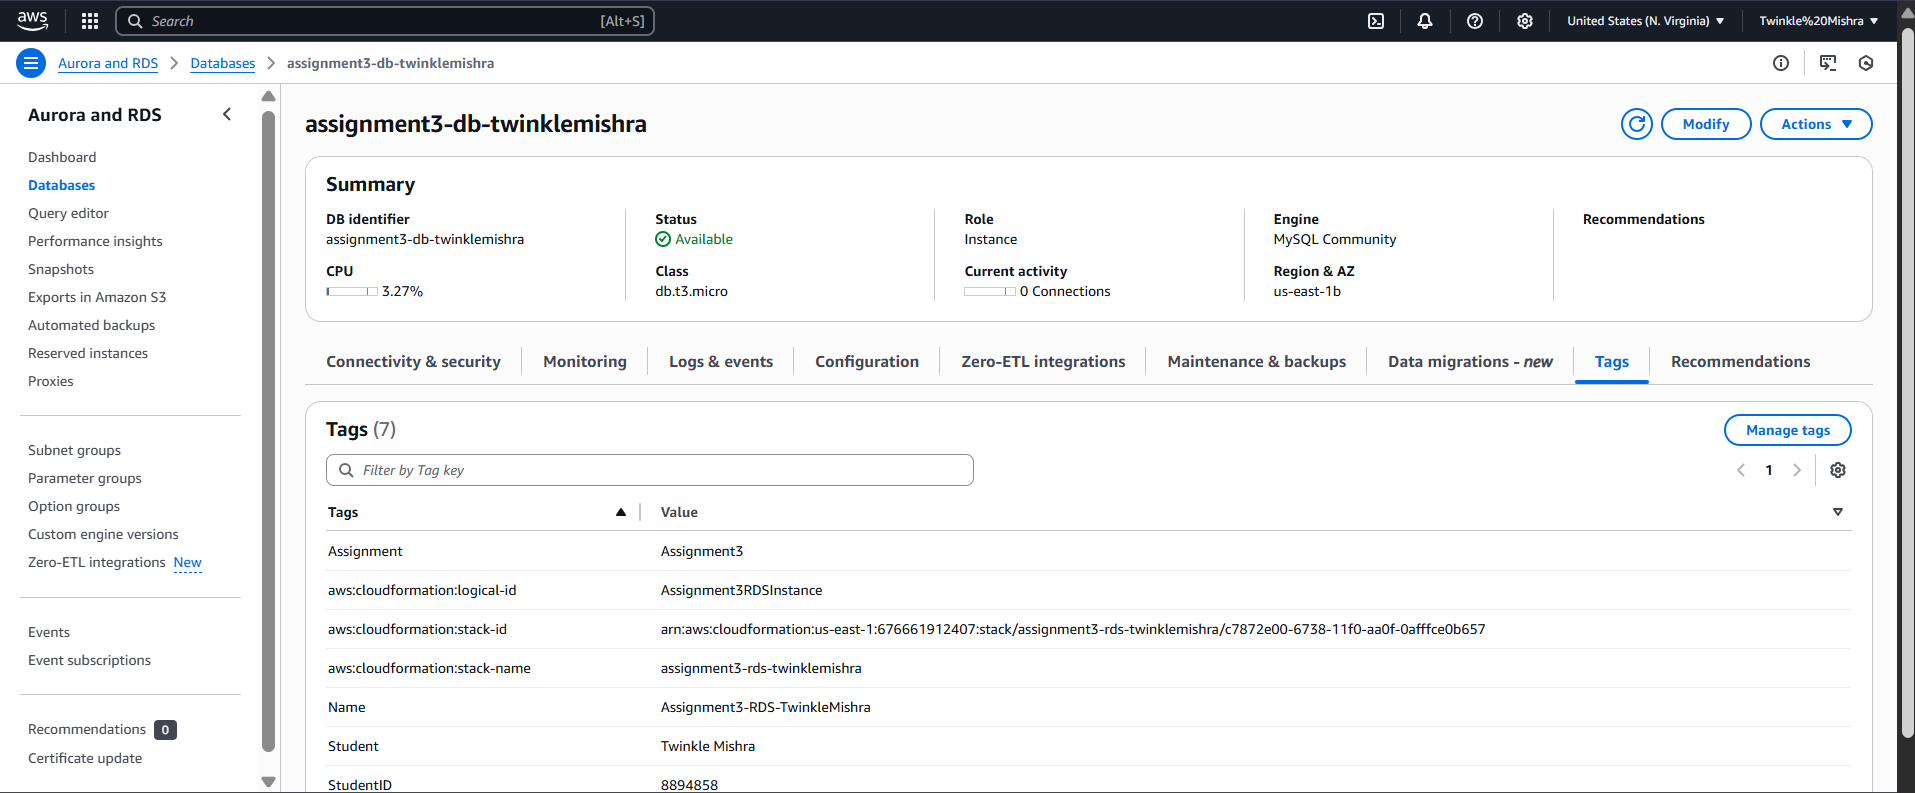 aws
Search [Alt+S]
United States (N. Virginia)
Twinkle%20Mishra
Aurora and RDS
Databases
assignment3-db-twinklemishra
Aurora and RDS
Dashboard
Databases
Query editor
Performance insights
Snapshots
Exports in Amazon S3
Automated backups
Reserved instances
Proxies
Subnet groups
Parameter groups
Option groups
Custom engine versions
Zero-ETL integrations New
Events
Event subscriptions
Recommendations 0
Certificate update
assignment3-db-twinklemishra
Modify
Actions
Summary
DB identifier
assignment3-db-twinklemishra
CPU
3.27%
Status
Available
Class
db.t3.micro
Role
Instance
Current activity
0 Connections
Engine
MySQL Community
Region & AZ
us-east-1b
Recommendations
Connectivity & security
Monitoring
Logs & events
Configuration
Zero-ETL integrations
Maintenance & backups
Data migrations - new
Tags
Recommendations
Tags (7)
Manage tags
Filter by Tag key
1
Tags Value
Assignment Assignment3
aws:cloudformation:logical-id Assignment3RDSInstance
aws:cloudformation:stack-id arn:aws:cloudformation:us-east-1:676661912407:stack/assignment3-rds-twinklemishra/c7872e00-6738-11f0-aa0f-0afffce0b657
aws:cloudformation:stack-name assignment3-rds-twinklemishra
Name Assignment3-RDS-TwinkleMishra
Student Twinkle Mishra
StudentID 8894858